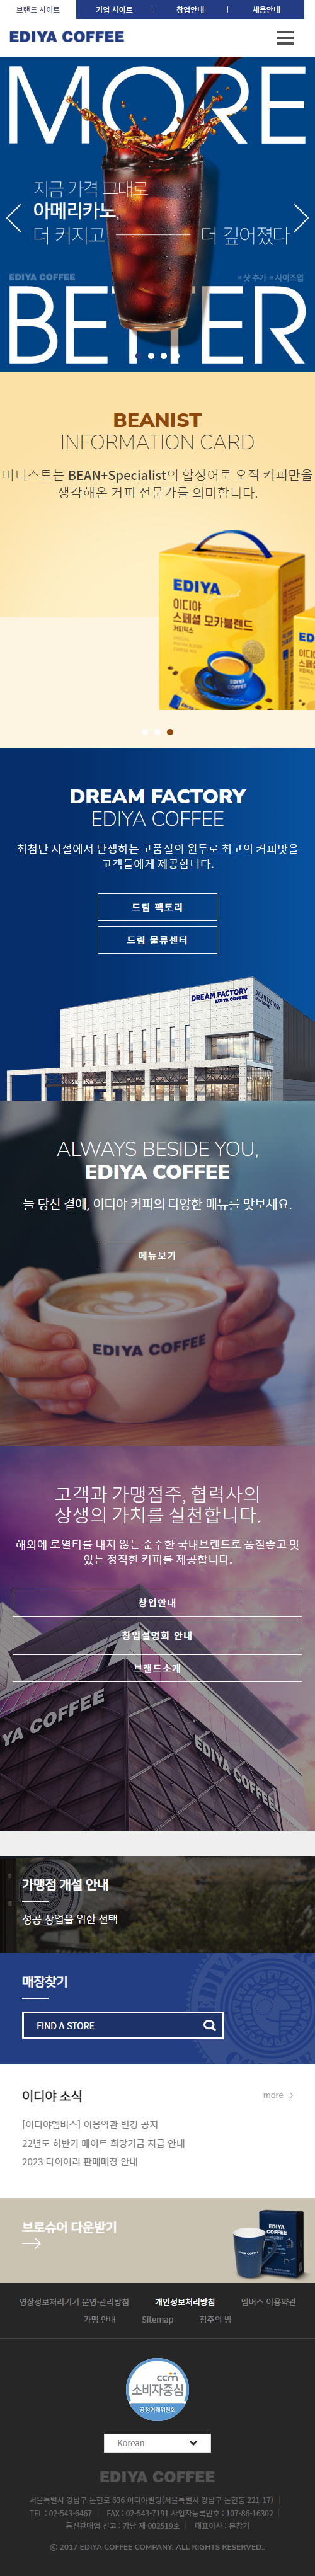 브랜드 사이트
기업 사이트
창업안내
채용안내
EDIYA COFFEE
MORE
지금 가격 그대로
아메리카노,
더 커지고 더 깊어졌다
EDIYA COFFEE
샷 추가
사이즈업
BETTER
BEANIST
INFORMATION CARD
비니스트는 BEAN+Specialist의 합성어로 오직 커피만을
생각해온 커피 전문가를 의미합니다.
EDIYA
이디야
스페셜 모카블렌드
커피믹스
EDIYA
DREAM FACTORY
EDIYA COFFEE
최첨단 시설에서 탄생하는 고품질의 원두로 최고의 커피맛을
고객들에게 제공합니다.
드림 팩토리
드림 물류센터
DREAM FACTORY
EDIYA COFFEE
DREAM FACTORY
ALWAYS BESIDE YOU,
EDIYA COFFEE
늘 당신 곁에, 이디야 커피의 다양한 메뉴를 맛보세요.
메뉴보기
EDIYA COFFEE
고객과 가맹점주, 협력사의
상생의 가치를 실천합니다.
해외에 로열티를 내지 않는 순수한 국내브랜드로 품질좋고 맛
있는 정직한 커피를 제공합니다.
창업안내
창업설명회 안내
브랜드소개
YA COFFEE
EDIYA COFFEE
가맹점 개설 안내
성공 창업을 위한 선택
매장찾기
FIND A STORE
이디야 소식
more
[이디야멤버스] 이용약관 변경 공지
22년도 하반기 메이트 희망기금 지급 안내
2023 다이어리 판매매장 안내
브로슈어 다운받기
EDIYA
영상정보처리기기 운영·관리방침
개인정보처리방침
멤버스 이용약관
가맹 안내
Sitemap
점주의 방
ccm
소비자중심
공정거래위원회
Korean
EDIYA COFFEE
서울특별시 강남구 논현로 636 이디야빌딩(서울특별시 강남구 논현동 221-17)
TEL : 02-543-6467 FAX : 02-543-7191 사업자등록번호 : 107-86-16302
통신판매업 신고 : 강남 제 002519호 대표이사 : 문창기
ⓒ 2017 EDIYA COFFEE COMPANY. ALL RIGHTS RESERVED..